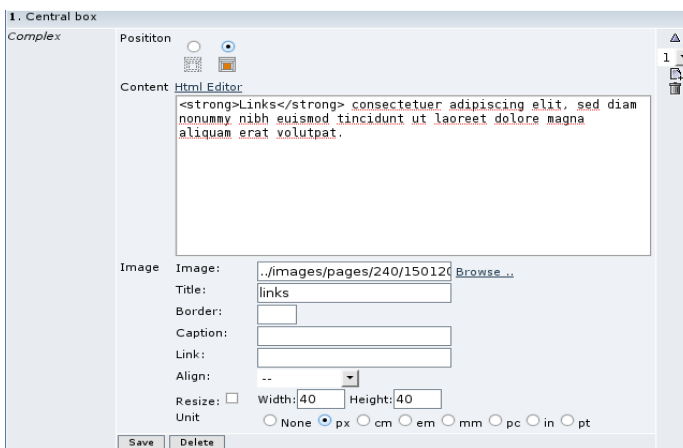 1. Central box
Complex
Posititon
1
Content Html Editor
<strong>Links</strong> consectetuer adipiscing elit, sed diam
nonummy nibh euismod tincidunt ut laoreet dolore magna
aliquam erat volutpat.
Image Image: ../images/pages/240/15012( Browse ..
Title: links
Border:
Caption:
Link:
Align: --
Resize: Width: 40 Height: 40
Unit None px cm em mm pc in pt
Save Delete